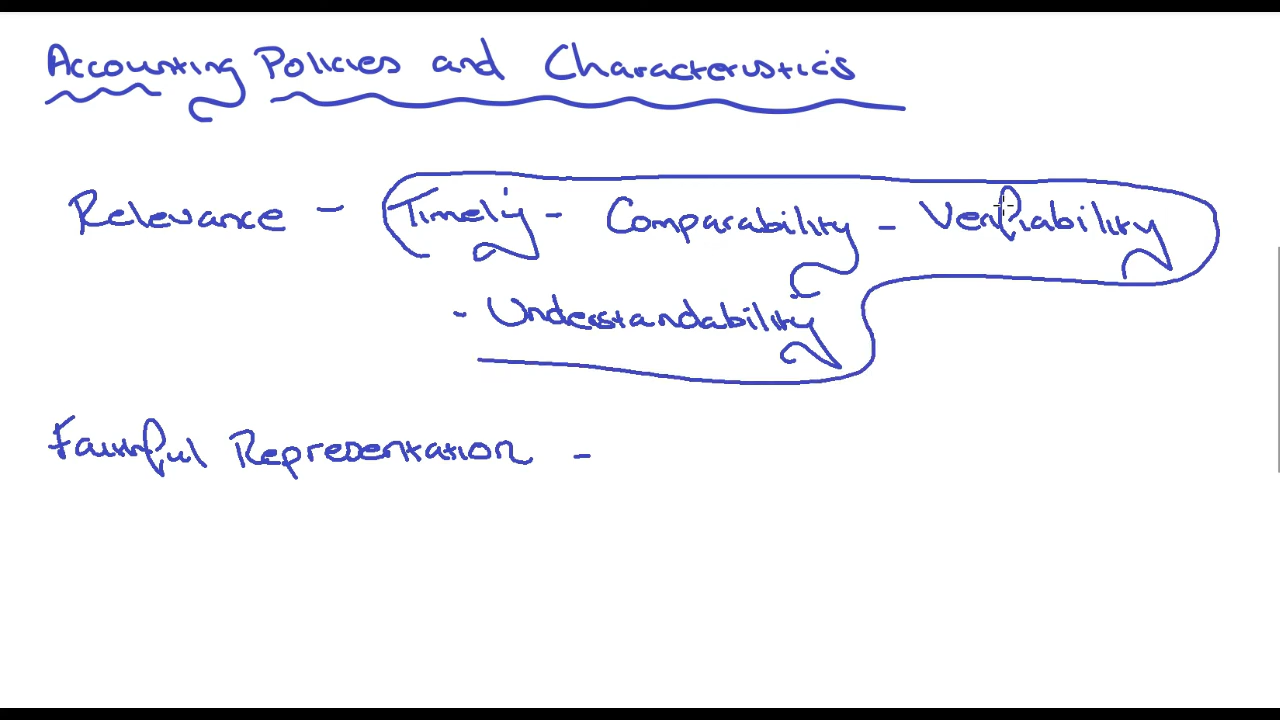 Accounting Policies and Characteristics
Relevance - Timely - Comparability - Verifiability
- Understandability
Faithful Representation -